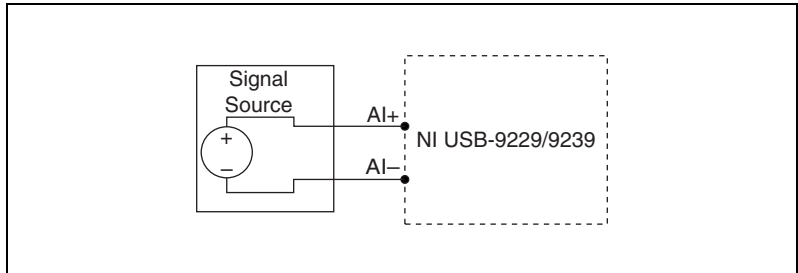 Signal
Source
AI+
NI USB-9229/9239
+
–
AI–